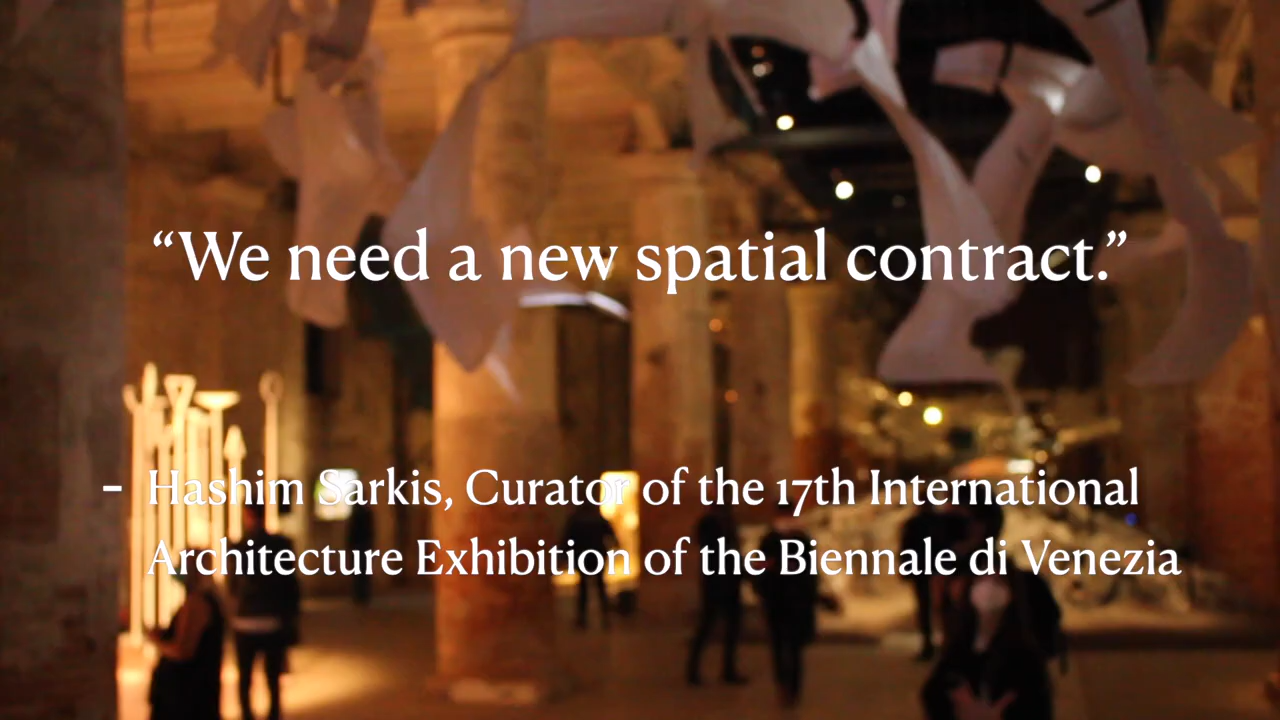 “We need a new spatial contract.”
- Hashim Sarkis, Curator of the 17th International
Architecture Exhibition of the Biennale di Venezia